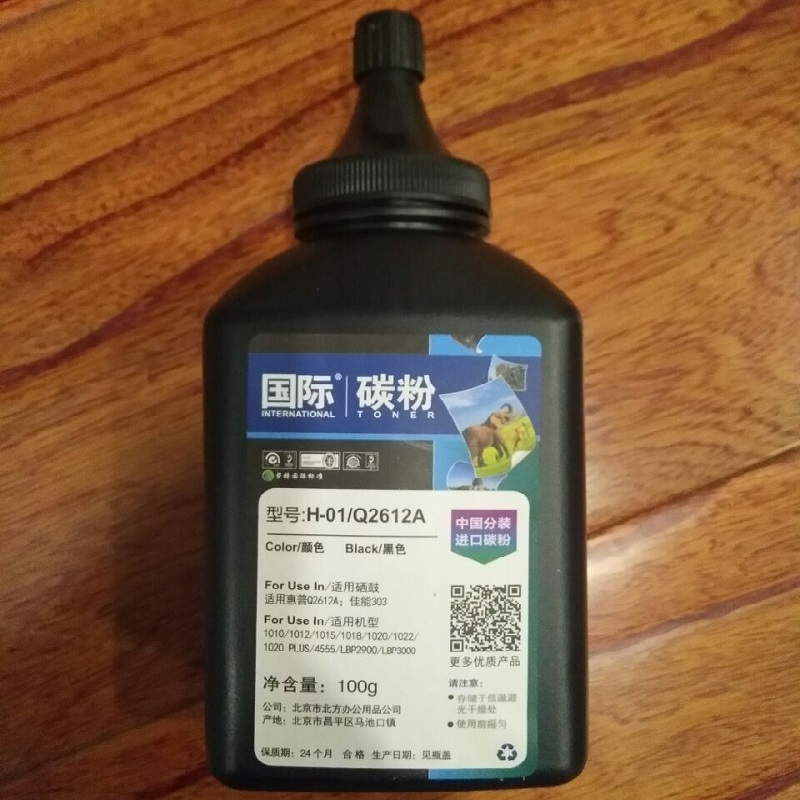 国际® 碳粉
INTERNATIONAL TONER
型号:H-01/Q2612A
中国分装
进口碳粉
Color/颜色 Black/黑色
For Use In/适用硒鼓
适用惠普Q2612A; 佳能303
For Use In/适用机型
1010/1012/1015/1018/1020/1022/
1020 PLUS/4555/LBP2900/LBP3000
更多优质产品
净含量: 100g
请注意:
存储于低温避
光干燥处
使用前摇匀
公司: 北京市北方办公用品公司
产地: 北京市昌平区马池口镇
保质期: 24个月 合格 生产日期: 见瓶盖